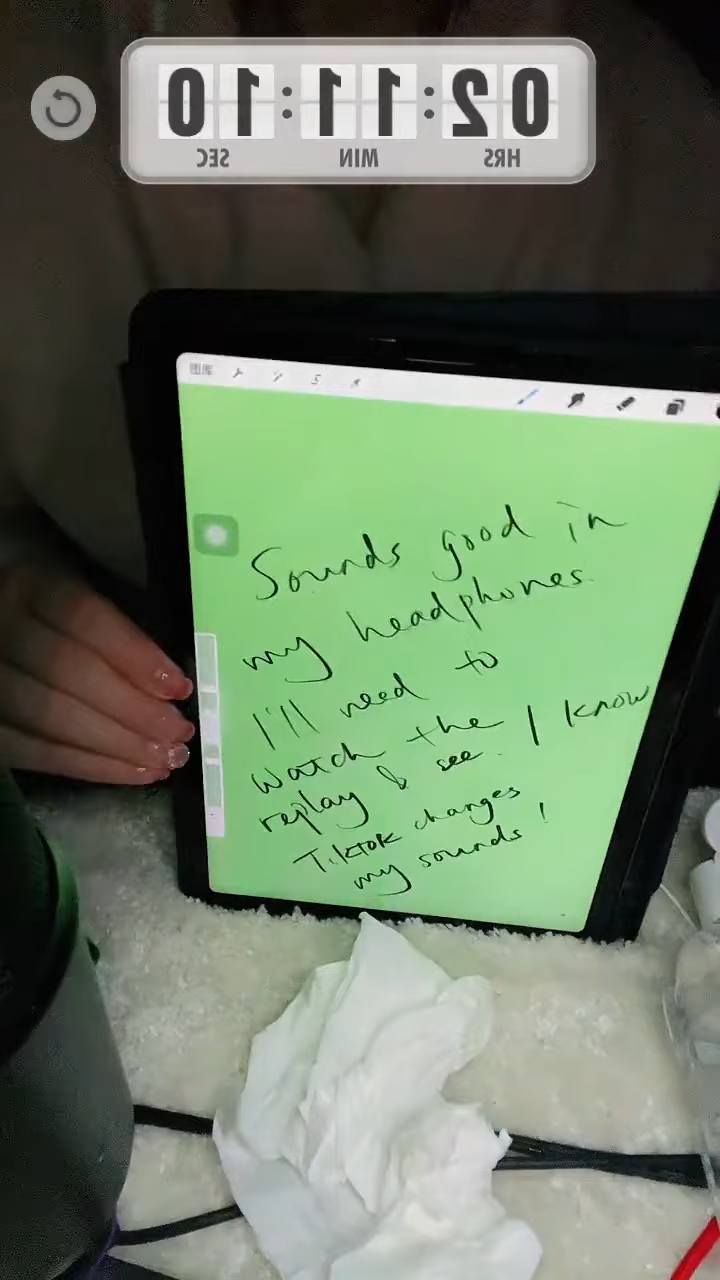 02:11:10
HRS MIN SEC
Sounds good in
my headphones.
I'll need to
watch the
replay & see. I know
Tiktok changes
my sounds!